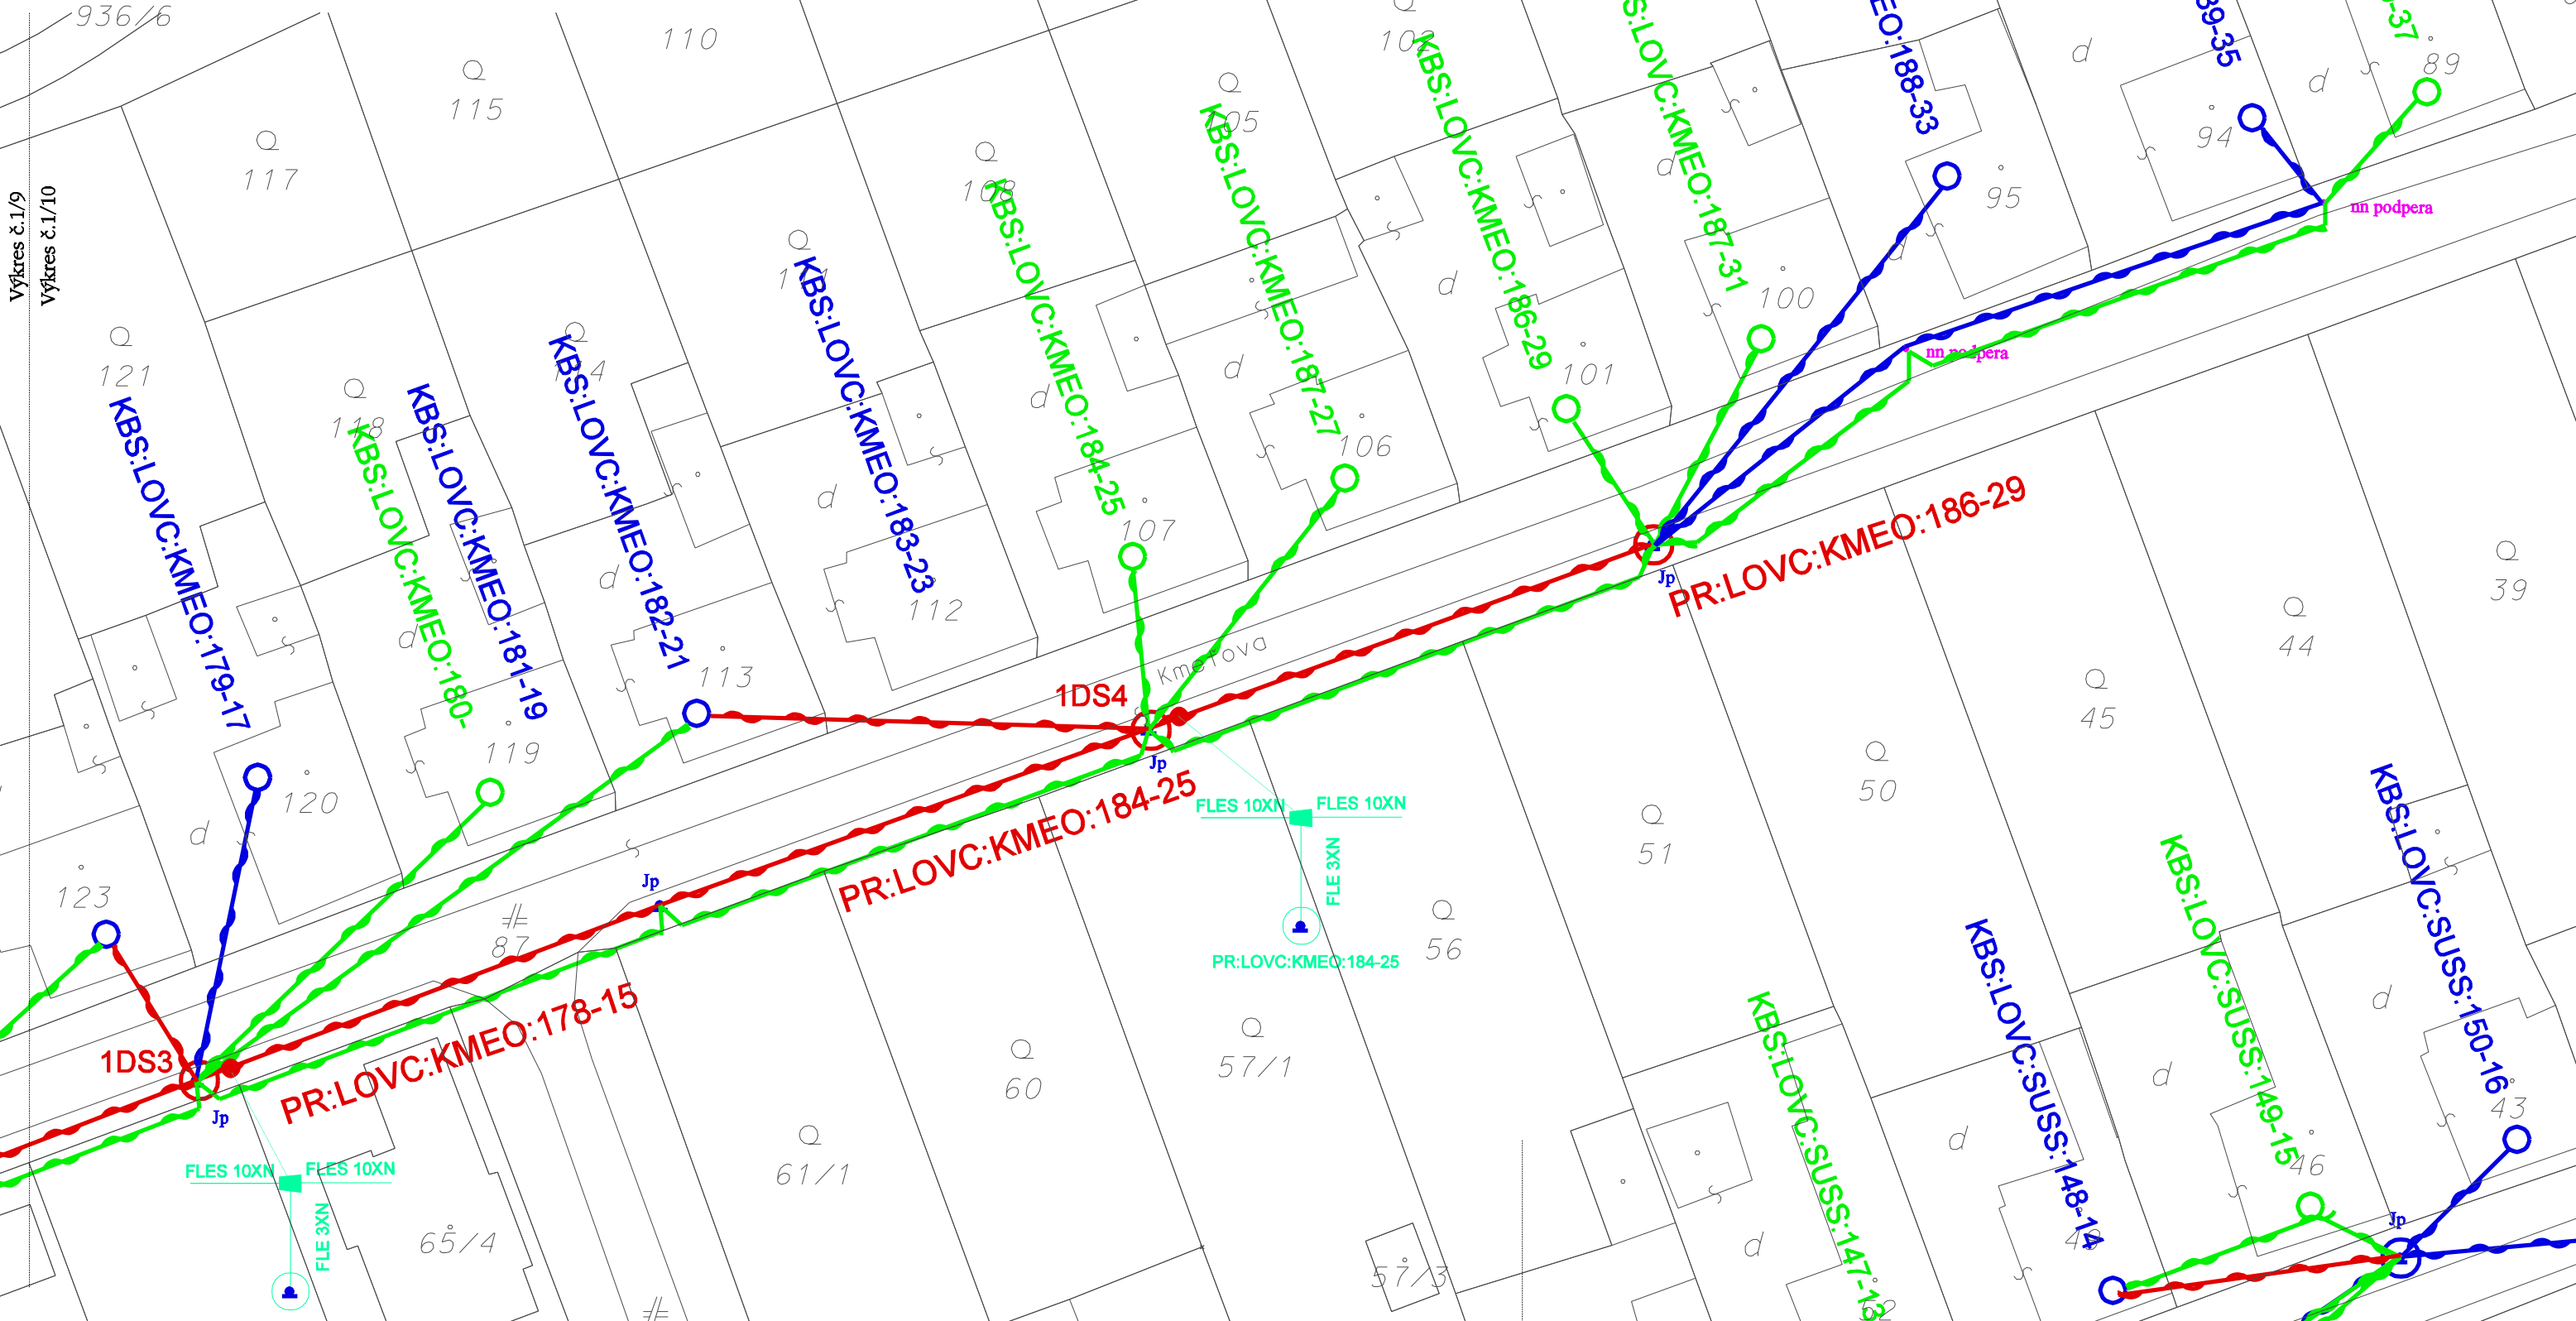 936/6
110
102
EO:188-33
39-35
-37
Q
115
Q
105
89
Q
117
Q
108
94
95
Výkres č.1/9
Výkres č.1/10
nn podpera
KBS:LOVC:KMEO:179-17
KBS:LOVC:KMEO:180-
KBS:LOVC:KMEO:181-19
KBS:LOVC:KMEO:182-21
KBS:LOVC:KMEO:183-23
KBS:LOVC:KMEO:184-25
KBS:LOVC:KMEO:187-27
KBS:LOVC:KMEO:186-29
S:LOVC:KMEO:187-31
100
nn podpera
Q
121
Q
118
Q
114
101
106
107
112
113
119
120
123
Kmeťova
1DS4
Jp
PR:LOVC:KMEO:186-29
Jp
PR:LOVC:KMEO:184-25
Jp
FLES 10XN
FLES 10XN
FLE 3XN
PR:LOVC:KMEO:184-25
87
1DS3
Jp
PR:LOVC:KMEO:178-15
FLES 10XN
FLES 10XN
FLE 3XN
Q
39
Q
44
Q
45
Q
50
Q
51
Q
56
Q
57/1
Q
60
Q
61/1
65/4
57/3
KBS:LOVC:SUSS:147-13
KBS:LOVC:SUSS:148-14
KBS:LOVC:SUSS:149-15
KBS:LOVC:SUSS:150-16
43
46
Jp
52